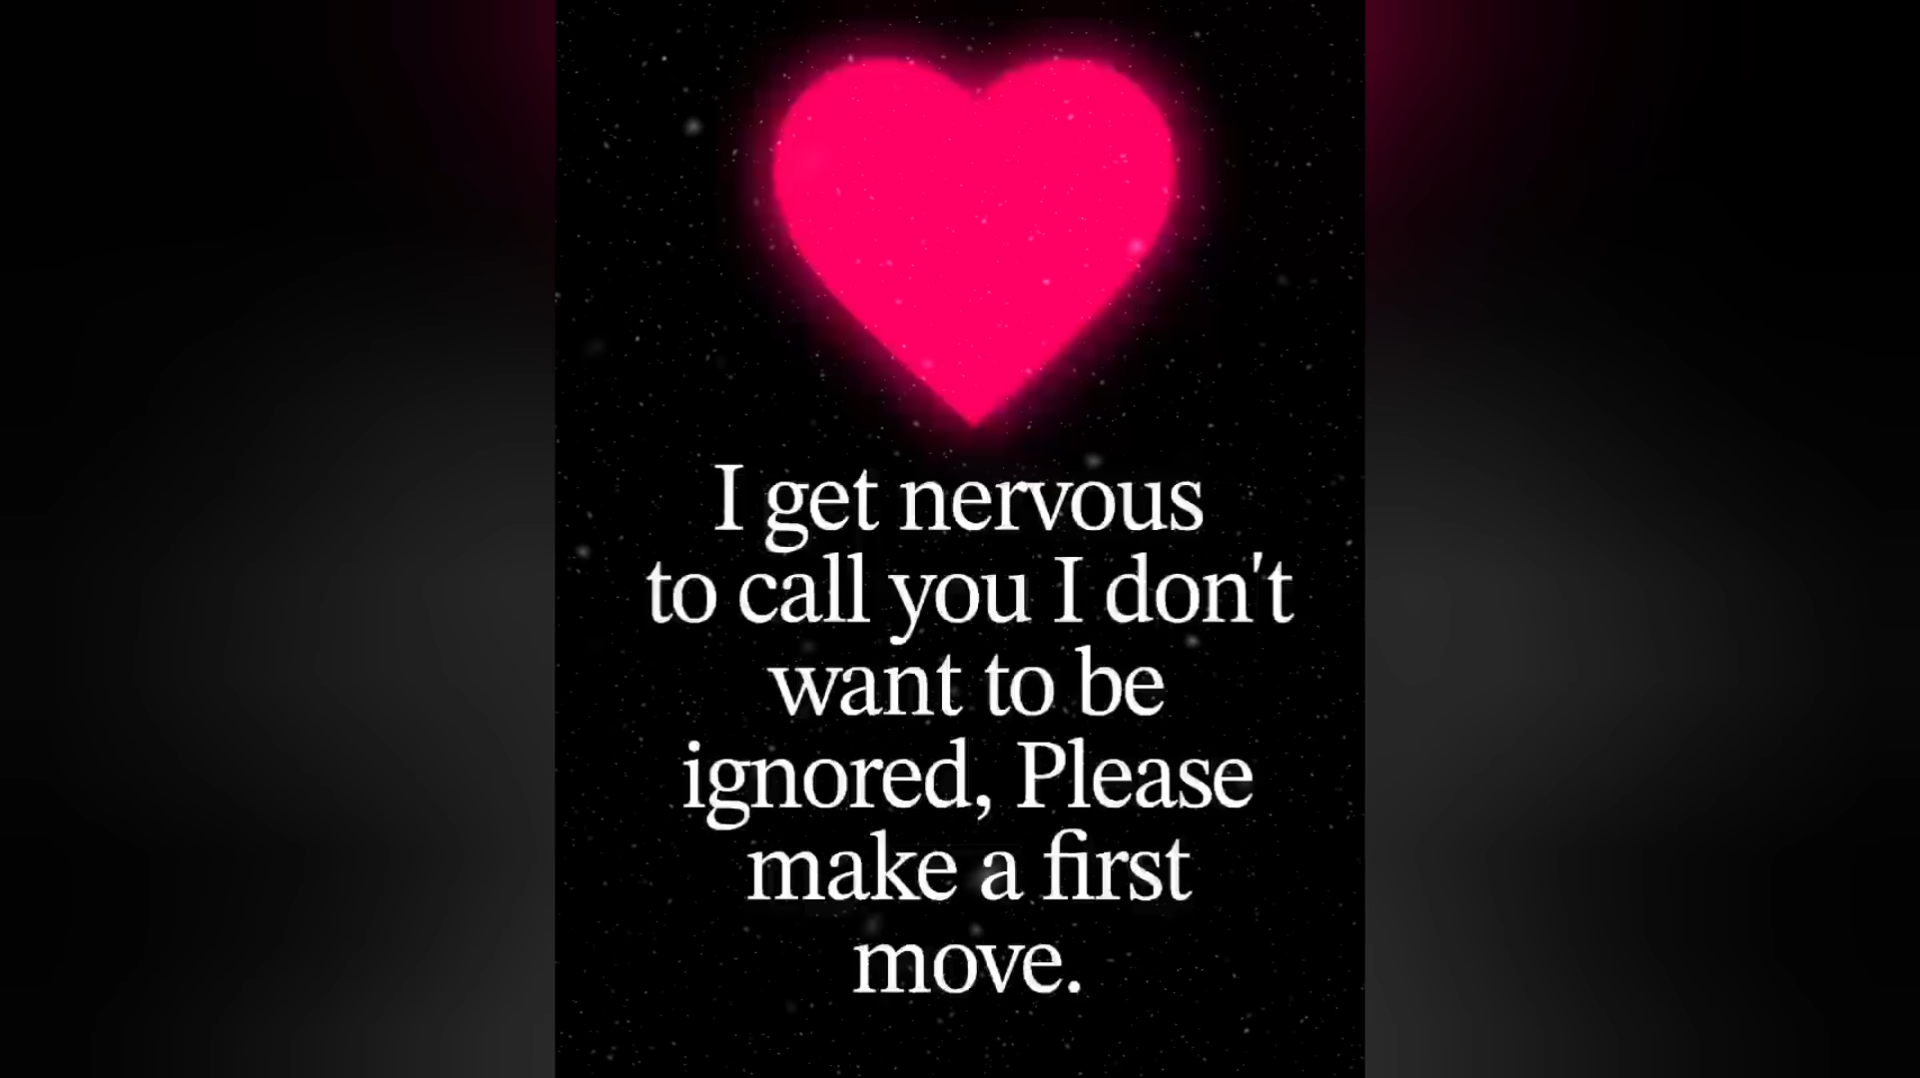 I get nervous
to call you I don't
want to be
ignored, Please
make a first
move.